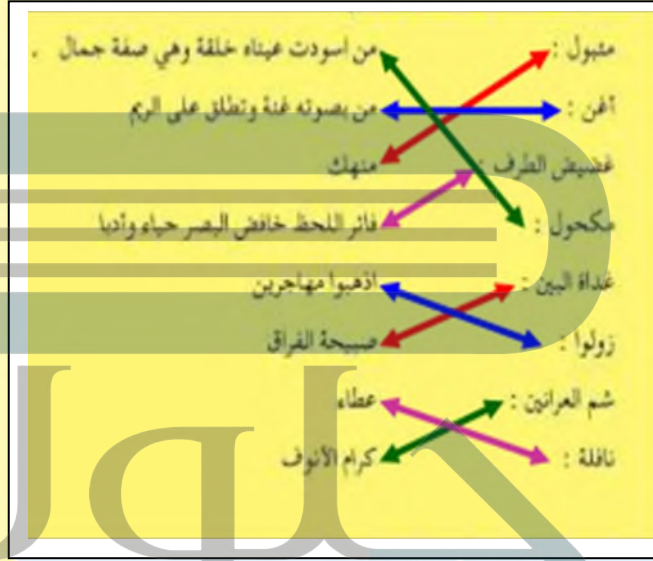 متبول : من اسودت عيناه خلقة وهي صفة جمال .
أغن : من بصوته غنة وتطلق على الريم
غضيض الطرف : منهك
مكحول : فاتر اللحظ خافض البصر حياء وأدبا
غداة البين : اذهبوا مهاجرين
زولوا : صبيحة الفراق
شم العرانين : عطاء
نافلة : كرام الأنوف